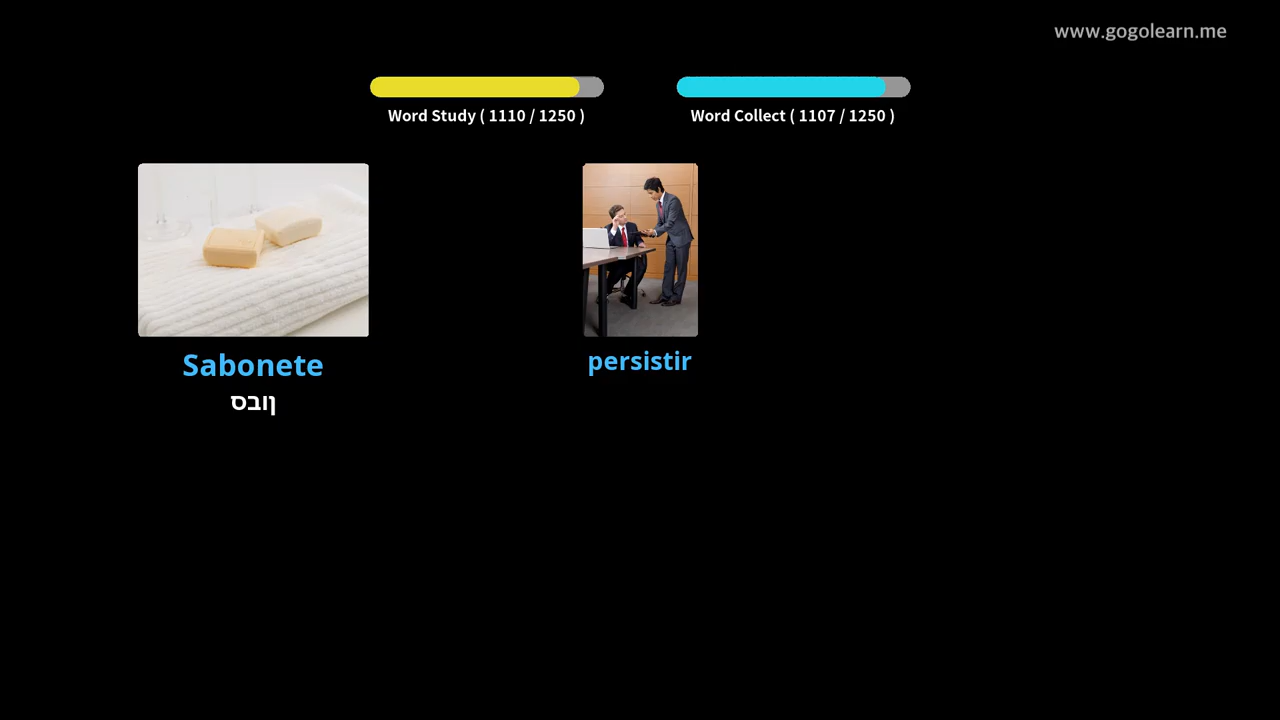 www.gogolearn.me
Word Study ( 1110 / 1250 )
Word Collect ( 1107 / 1250 )
Sabonete
סבון
persistir